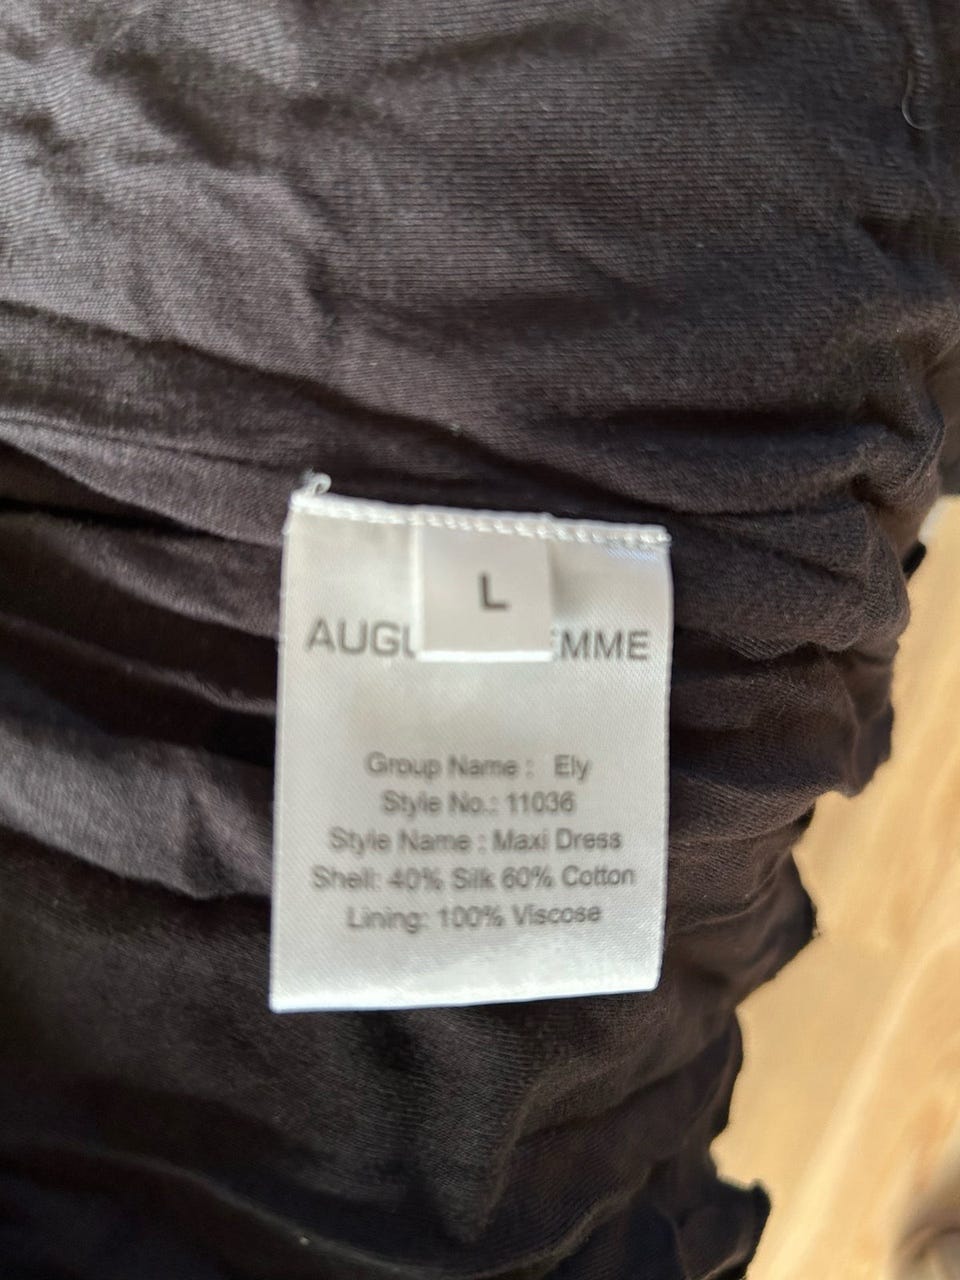 L
AUGU EMME
Group Name : Ely
Style No.: 11036
Style Name : Maxi Dress
Shell: 40% Silk 60% Cotton
Lining: 100% Viscose